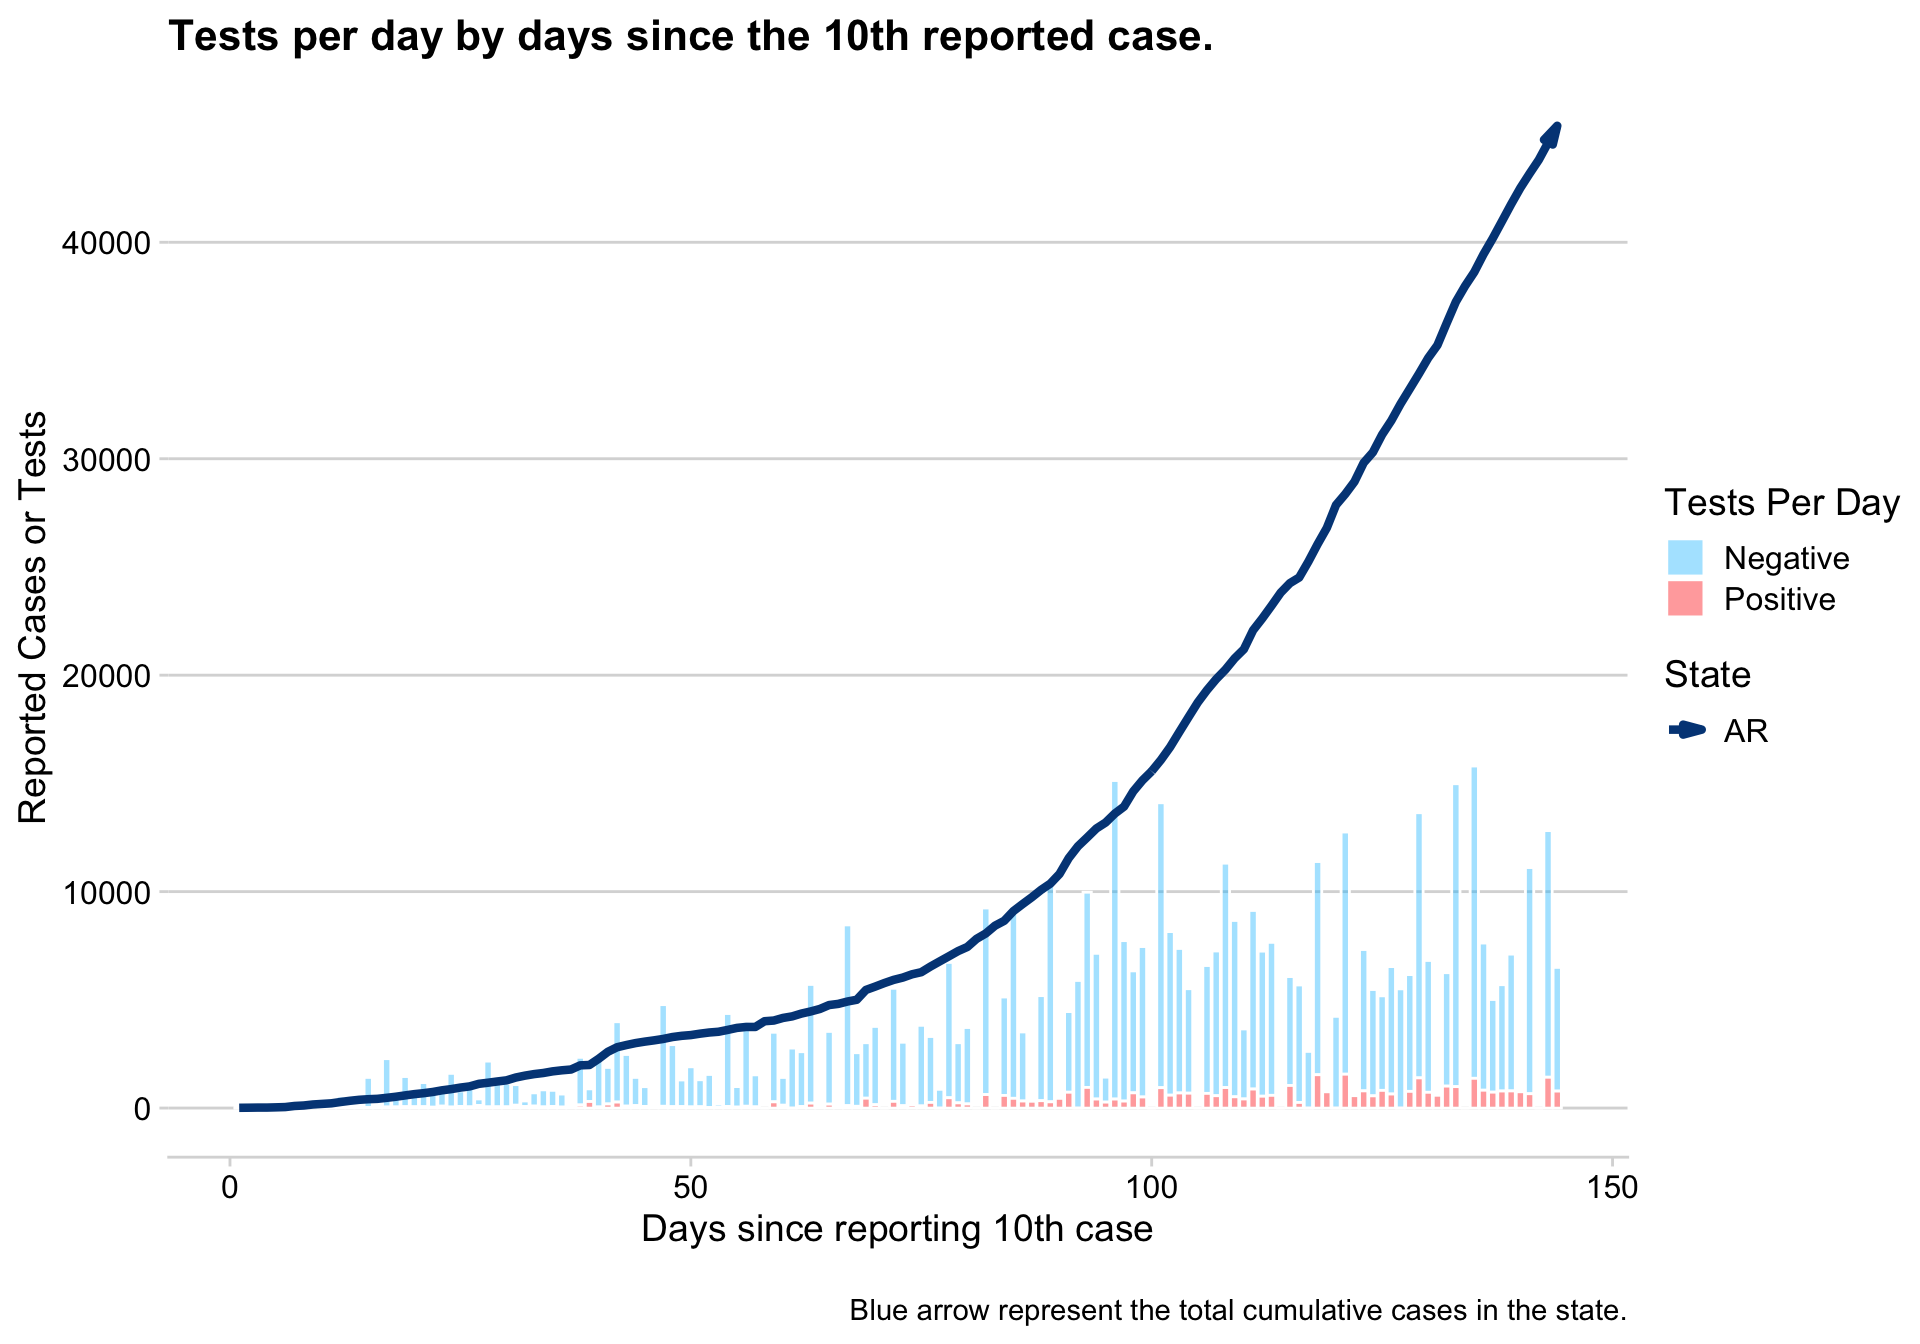 Tests per day by days since the 10th reported case.
40000
30000
20000
10000
0
Reported Cases or Tests
0 50 100 150
Days since reporting 10th case
Tests Per Day
Negative
Positive
State
AR
Blue arrow represent the total cumulative cases in the state.